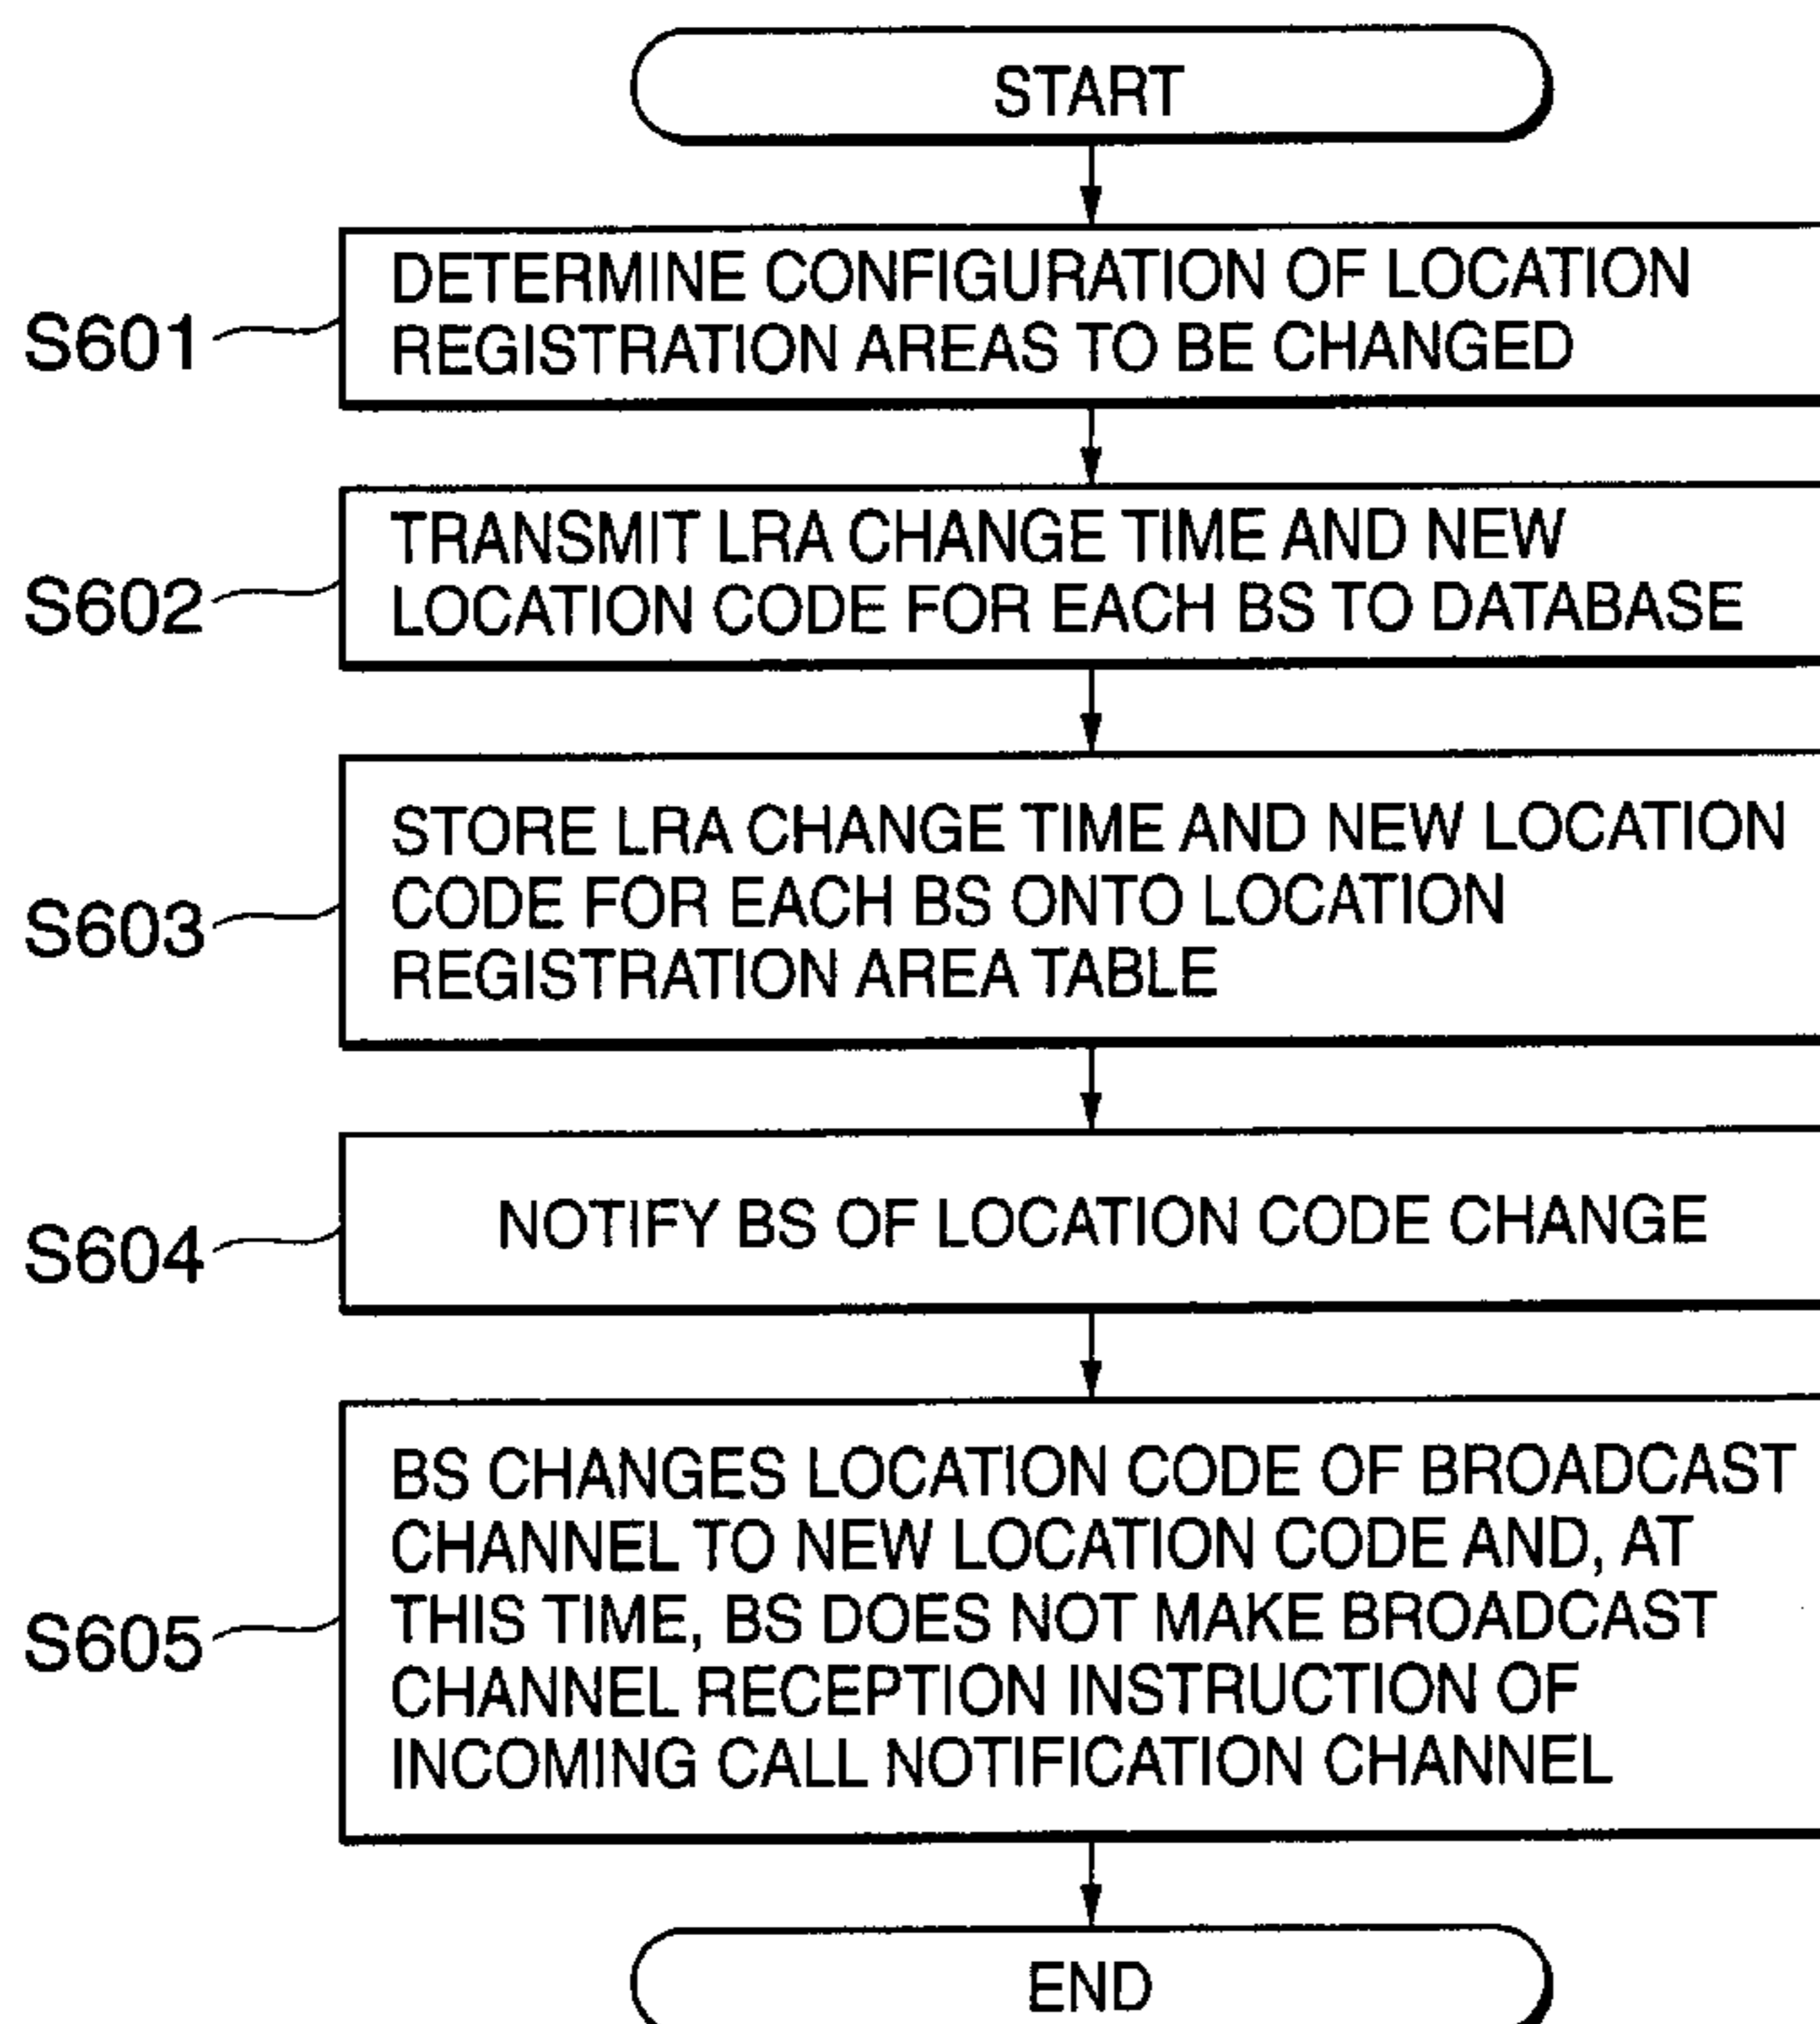 START
S601
DETERMINE CONFIGURATION OF LOCATION
REGISTRATION AREAS TO BE CHANGED
S602
TRANSMIT LRA CHANGE TIME AND NEW
LOCATION CODE FOR EACH BS TO DATABASE
S603
STORE LRA CHANGE TIME AND NEW LOCATION
CODE FOR EACH BS ONTO LOCATION
REGISTRATION AREA TABLE
S604
NOTIFY BS OF LOCATION CODE CHANGE
S605
BS CHANGES LOCATION CODE OF BROADCAST
CHANNEL TO NEW LOCATION CODE AND, AT
THIS TIME, BS DOES NOT MAKE BROADCAST
CHANNEL RECEPTION INSTRUCTION OF
INCOMING CALL NOTIFICATION CHANNEL
END